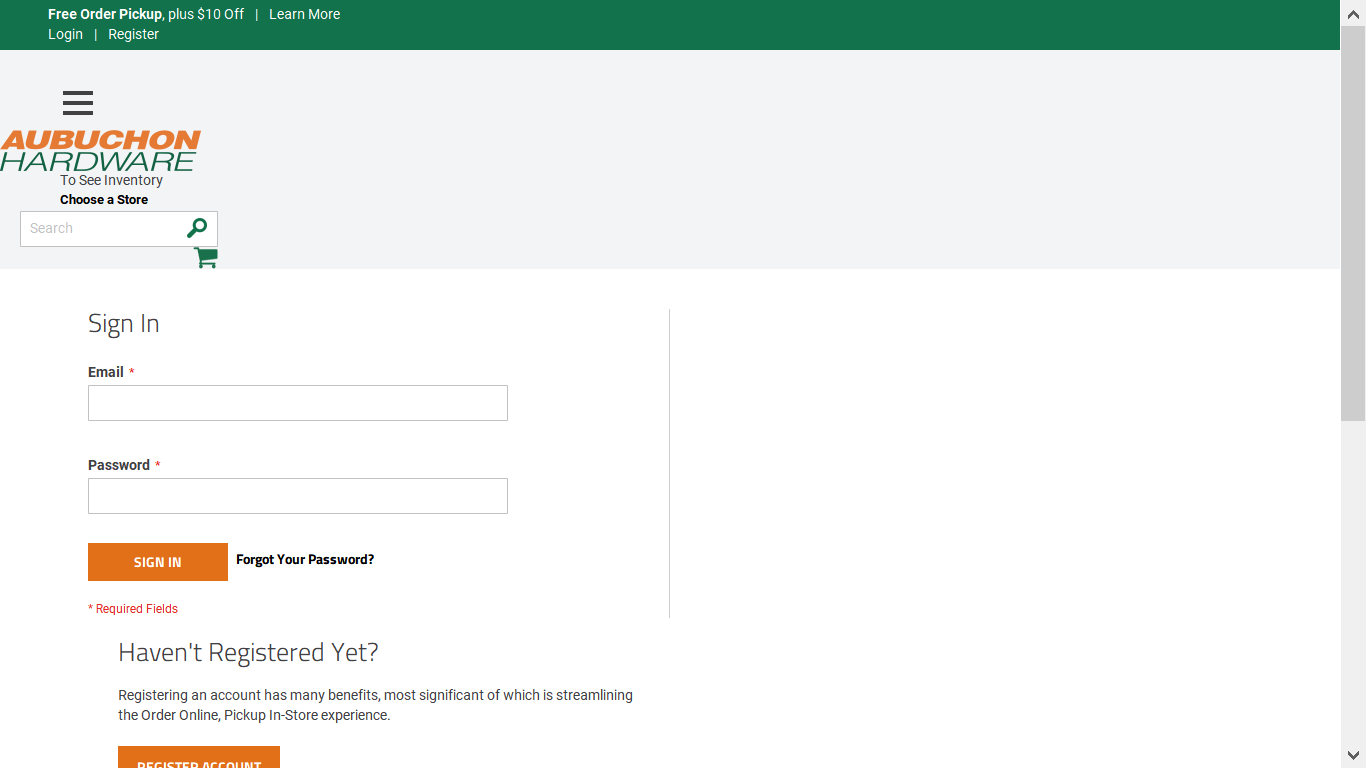 Free Order Pickup, plus $10 Off | Learn More
Login | Register
AUBUCHON
HARDWARE
To See Inventory
Choose a Store
Search
Sign In
Email *
Password *
SIGN IN Forgot Your Password?
* Required Fields
Haven't Registered Yet?
Registering an account has many benefits, most significant of which is streamlining
the Order Online, Pickup In-Store experience.
REGISTER ACCOUNT